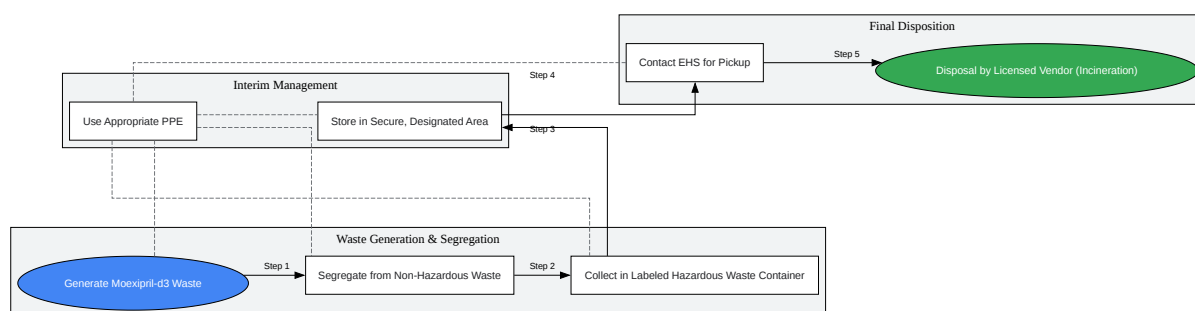 Final Disposition
Contact EHS for Pickup
Step 5
Disposal by Licensed Vendor (Incineration)
Step 4
Interim Management
Use Appropriate PPE
Store in Secure, Designated Area
Step 3
Waste Generation & Segregation
Generate Moexipril-d3 Waste
Step 1
Segregate from Non-Hazardous Waste
Step 2
Collect in Labeled Hazardous Waste Container